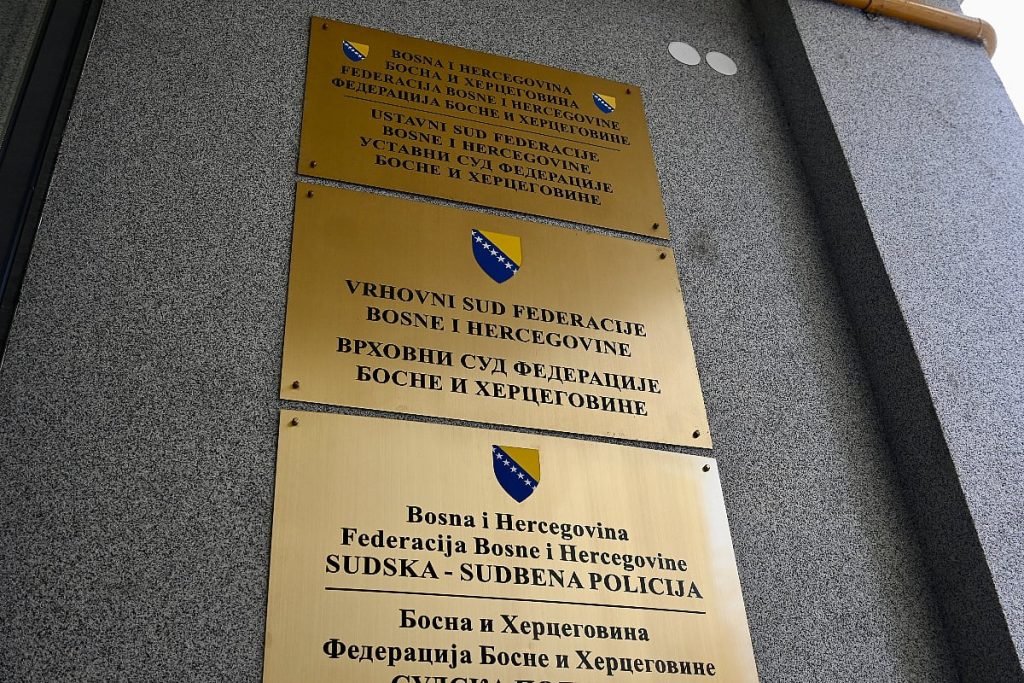 BOSNA I HERCEGOVINA
БОСНА И ХЕРЦЕГОВИНА
FEDERACIJA BOSNE I HERCEGOVINE
ФЕДЕРАЦИЈА БОСНЕ И ХЕРЦЕГОВИНЕ
USTAVNI SUD FEDERACIJE
BOSNE I HERCEGOVINE
УСТАВНИ СУД ФЕДЕРАЦИЈЕ
БОСНЕ И ХЕРЦЕГОВИНЕ
VRHOVNI SUD FEDERACIJE
BOSNE I HERCEGOVINE
ВРХОВНИ СУД ФЕДЕРАЦИЈЕ
БОСНЕ И ХЕРЦЕГОВИНЕ
Bosna i Hercegovina
Federacija Bosne i Hercegovine
SUDSKA - SUDBENA POLICIJA
Босна и Херцеговина
Федерација Босне и Херцеговине
СУДСКА